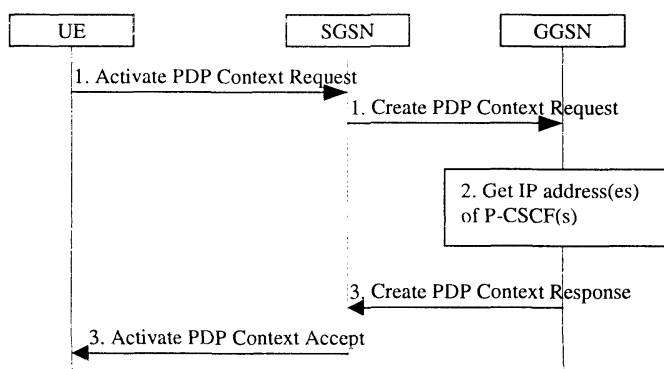 UE
SGSN
GGSN
1. Activate PDP Context Request
1. Create PDP Context Request
2. Get IP address(es)
of P-CSCF(s)
3. Create PDP Context Response
3. Activate PDP Context Accept